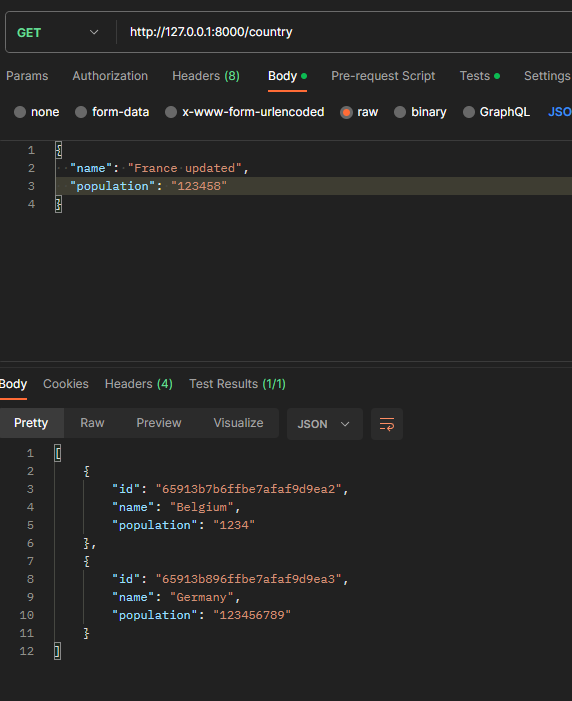 GET http://127.0.0.1:8000/country
Params Authorization Headers (8) Body Pre-request Script Tests Settings
none form-data x-www-form-urlencoded raw binary GraphQL JSO
1 {
2 "name": "France updated",
3 "population": "123458"
4 }
Body Cookies Headers (4) Test Results (1/1)
Pretty Raw Preview Visualize JSON
1 [
2 {
3 "id": "65913b7b6ffbe7afaf9d9ea2",
4 "name": "Belgium",
5 "population": "1234"
6 },
7 {
8 "id": "65913b896ffbe7afaf9d9ea3",
9 "name": "Germany",
10 "population": "123456789"
11 }
12 ]